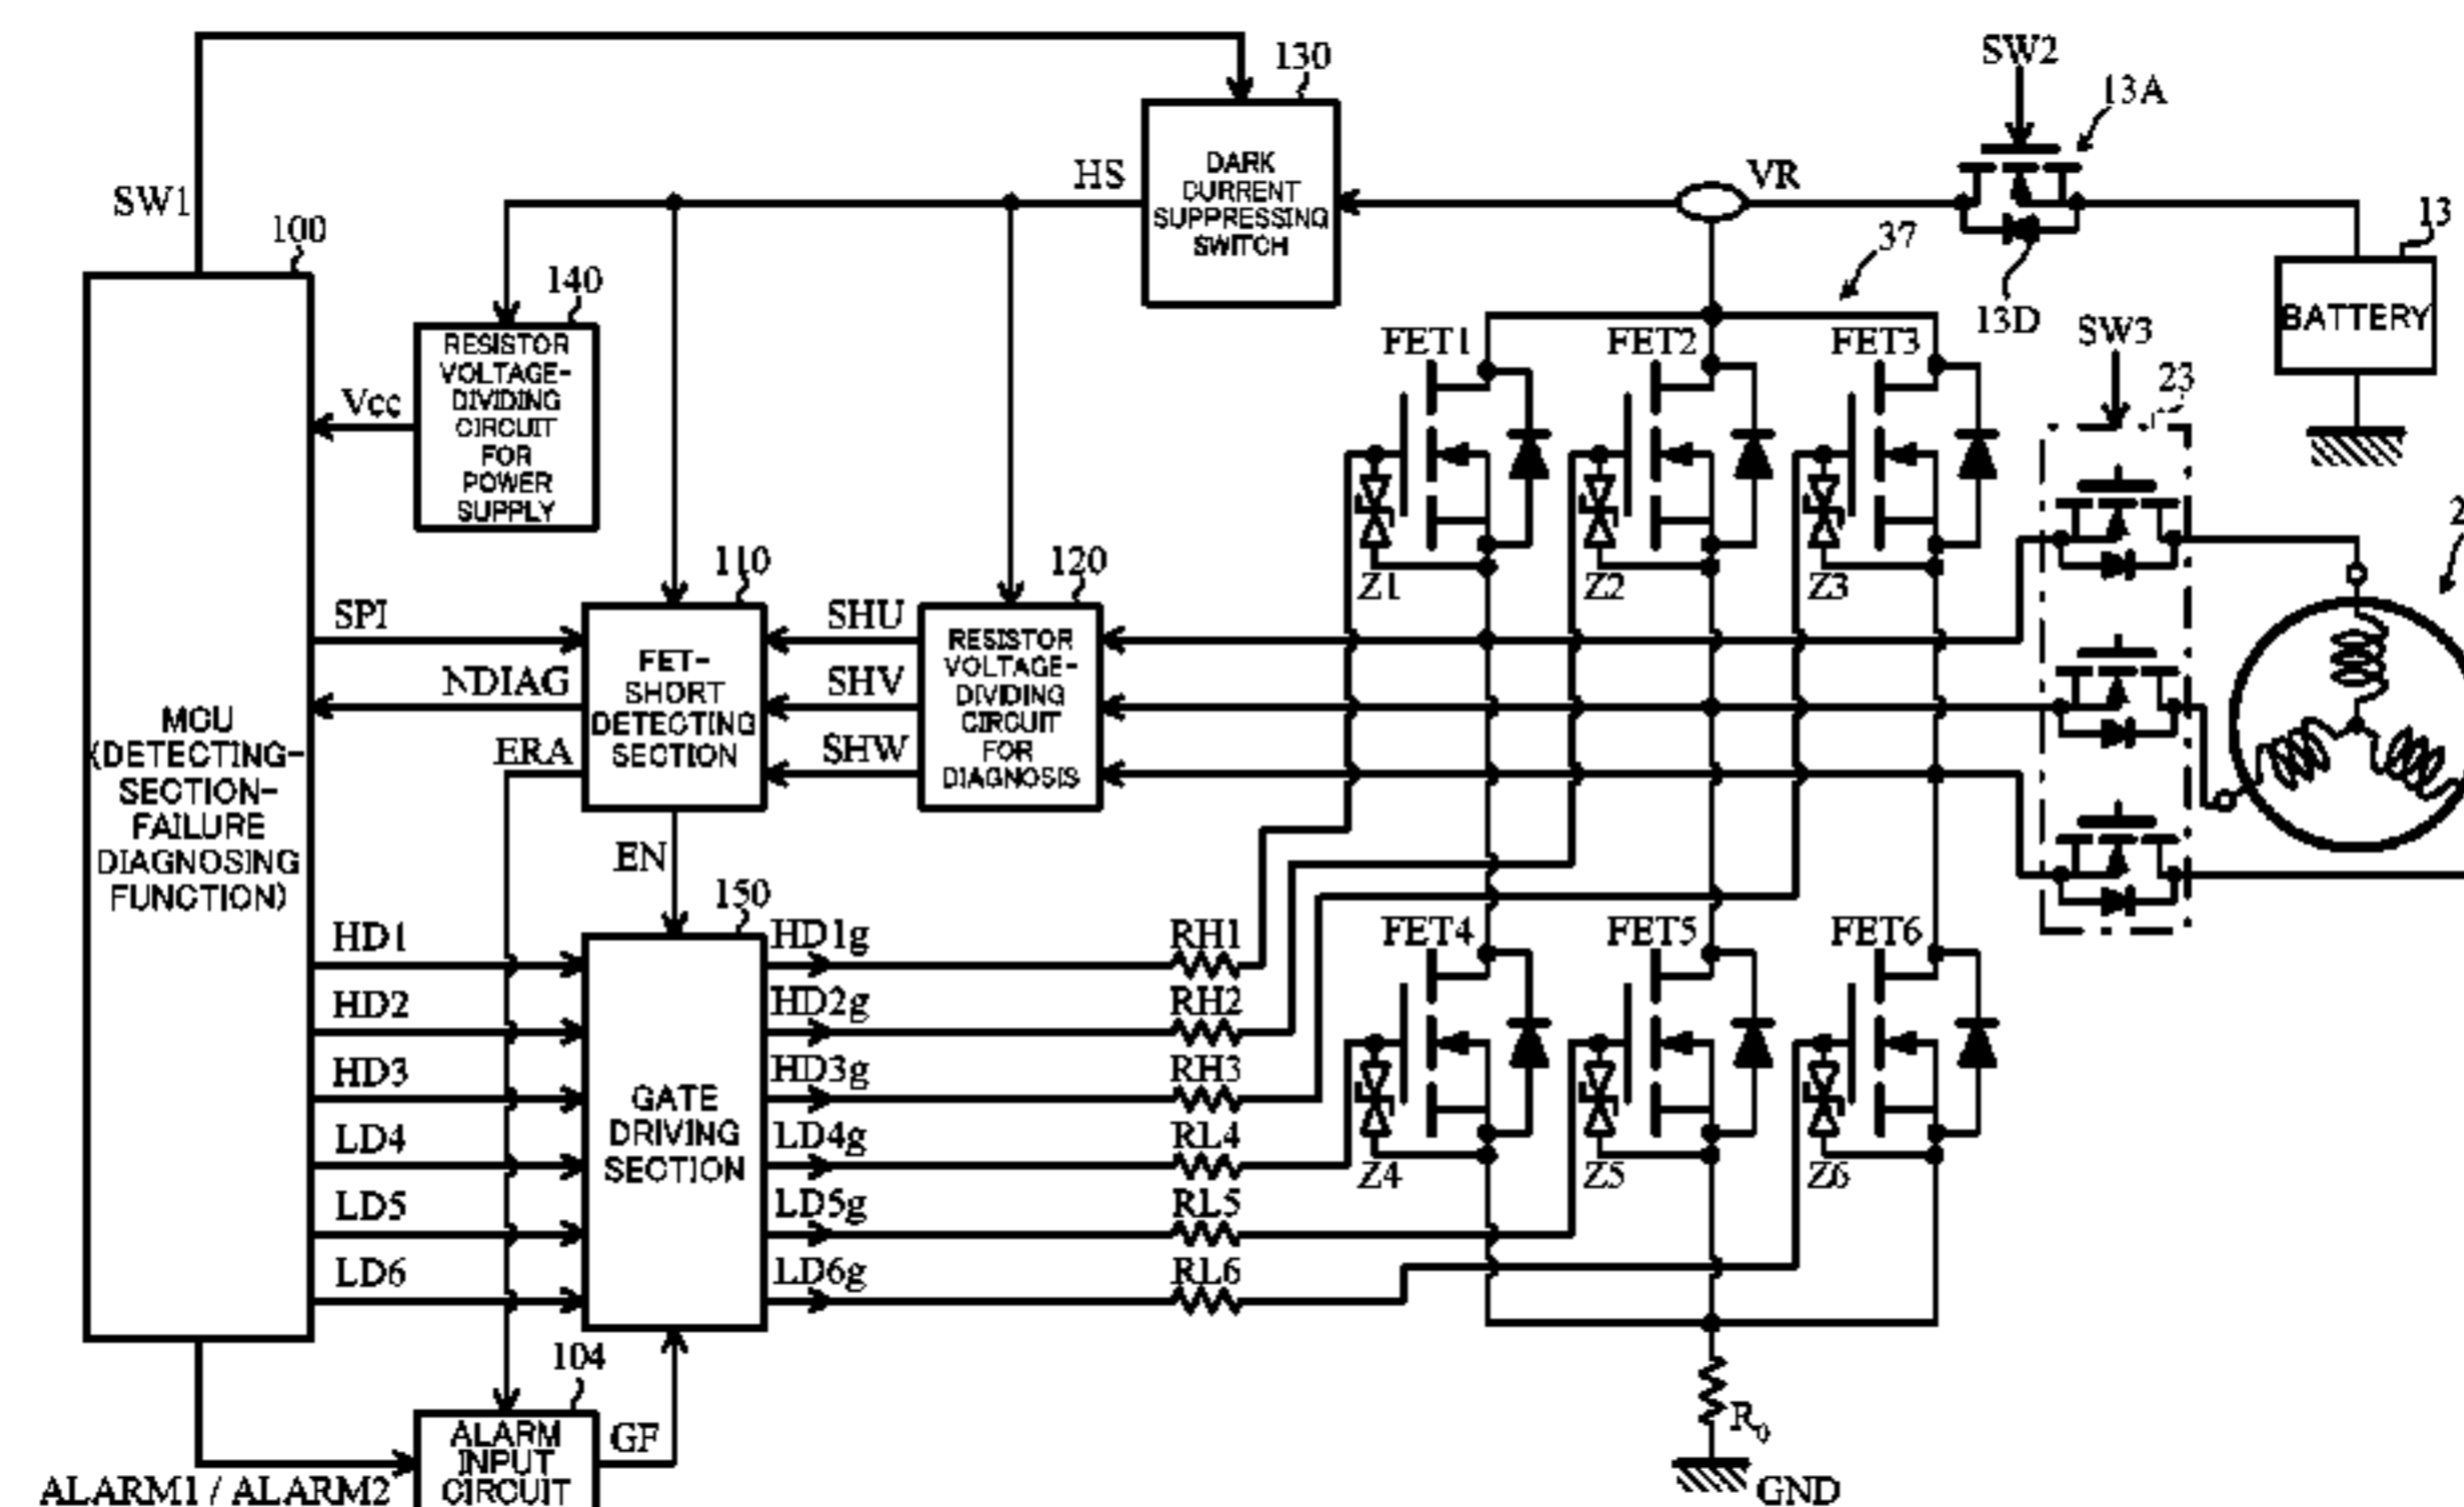 SW2
130
13A
DARK
CURRENT
SUPPRESSING
SWITCH
HS
VR
SW1
13
100
37
140
13D
BATTERY
RESISTOR
VOLTAGE-
DIVIDING
CIRCUIT
FOR
POWER
SUPPLY
FET1
FET2
FET3
SW3
23
Vcc
2
110
120
Z1
Z2
Z3
SPI
SHU
NDIAG
SHV
ERA
SHW
FET-
SHORT
DETECTING
SECTION
RESISTOR
VOLTAGE-
DIVIDING
CIRCUIT
FOR
DIAGNOSIS
MCU
(DETECTING-
SECTION-
FAILURE
DIAGNOSING
FUNCTION)
EN
150
HD1
HD1g
RH1
FET4
FET5
FET6
HD2
HD2g
RH2
HD3
HD3g
RH3
GATE
DRIVING
SECTION
LD4
LD4g
RL4
Z4
Z5
Z6
LD5
LD5g
RL5
LD6
LD6g
RL6
104
ALARM
INPUT
CIRCUIT
GF
R0
ALARM1 / ALARM2
GND